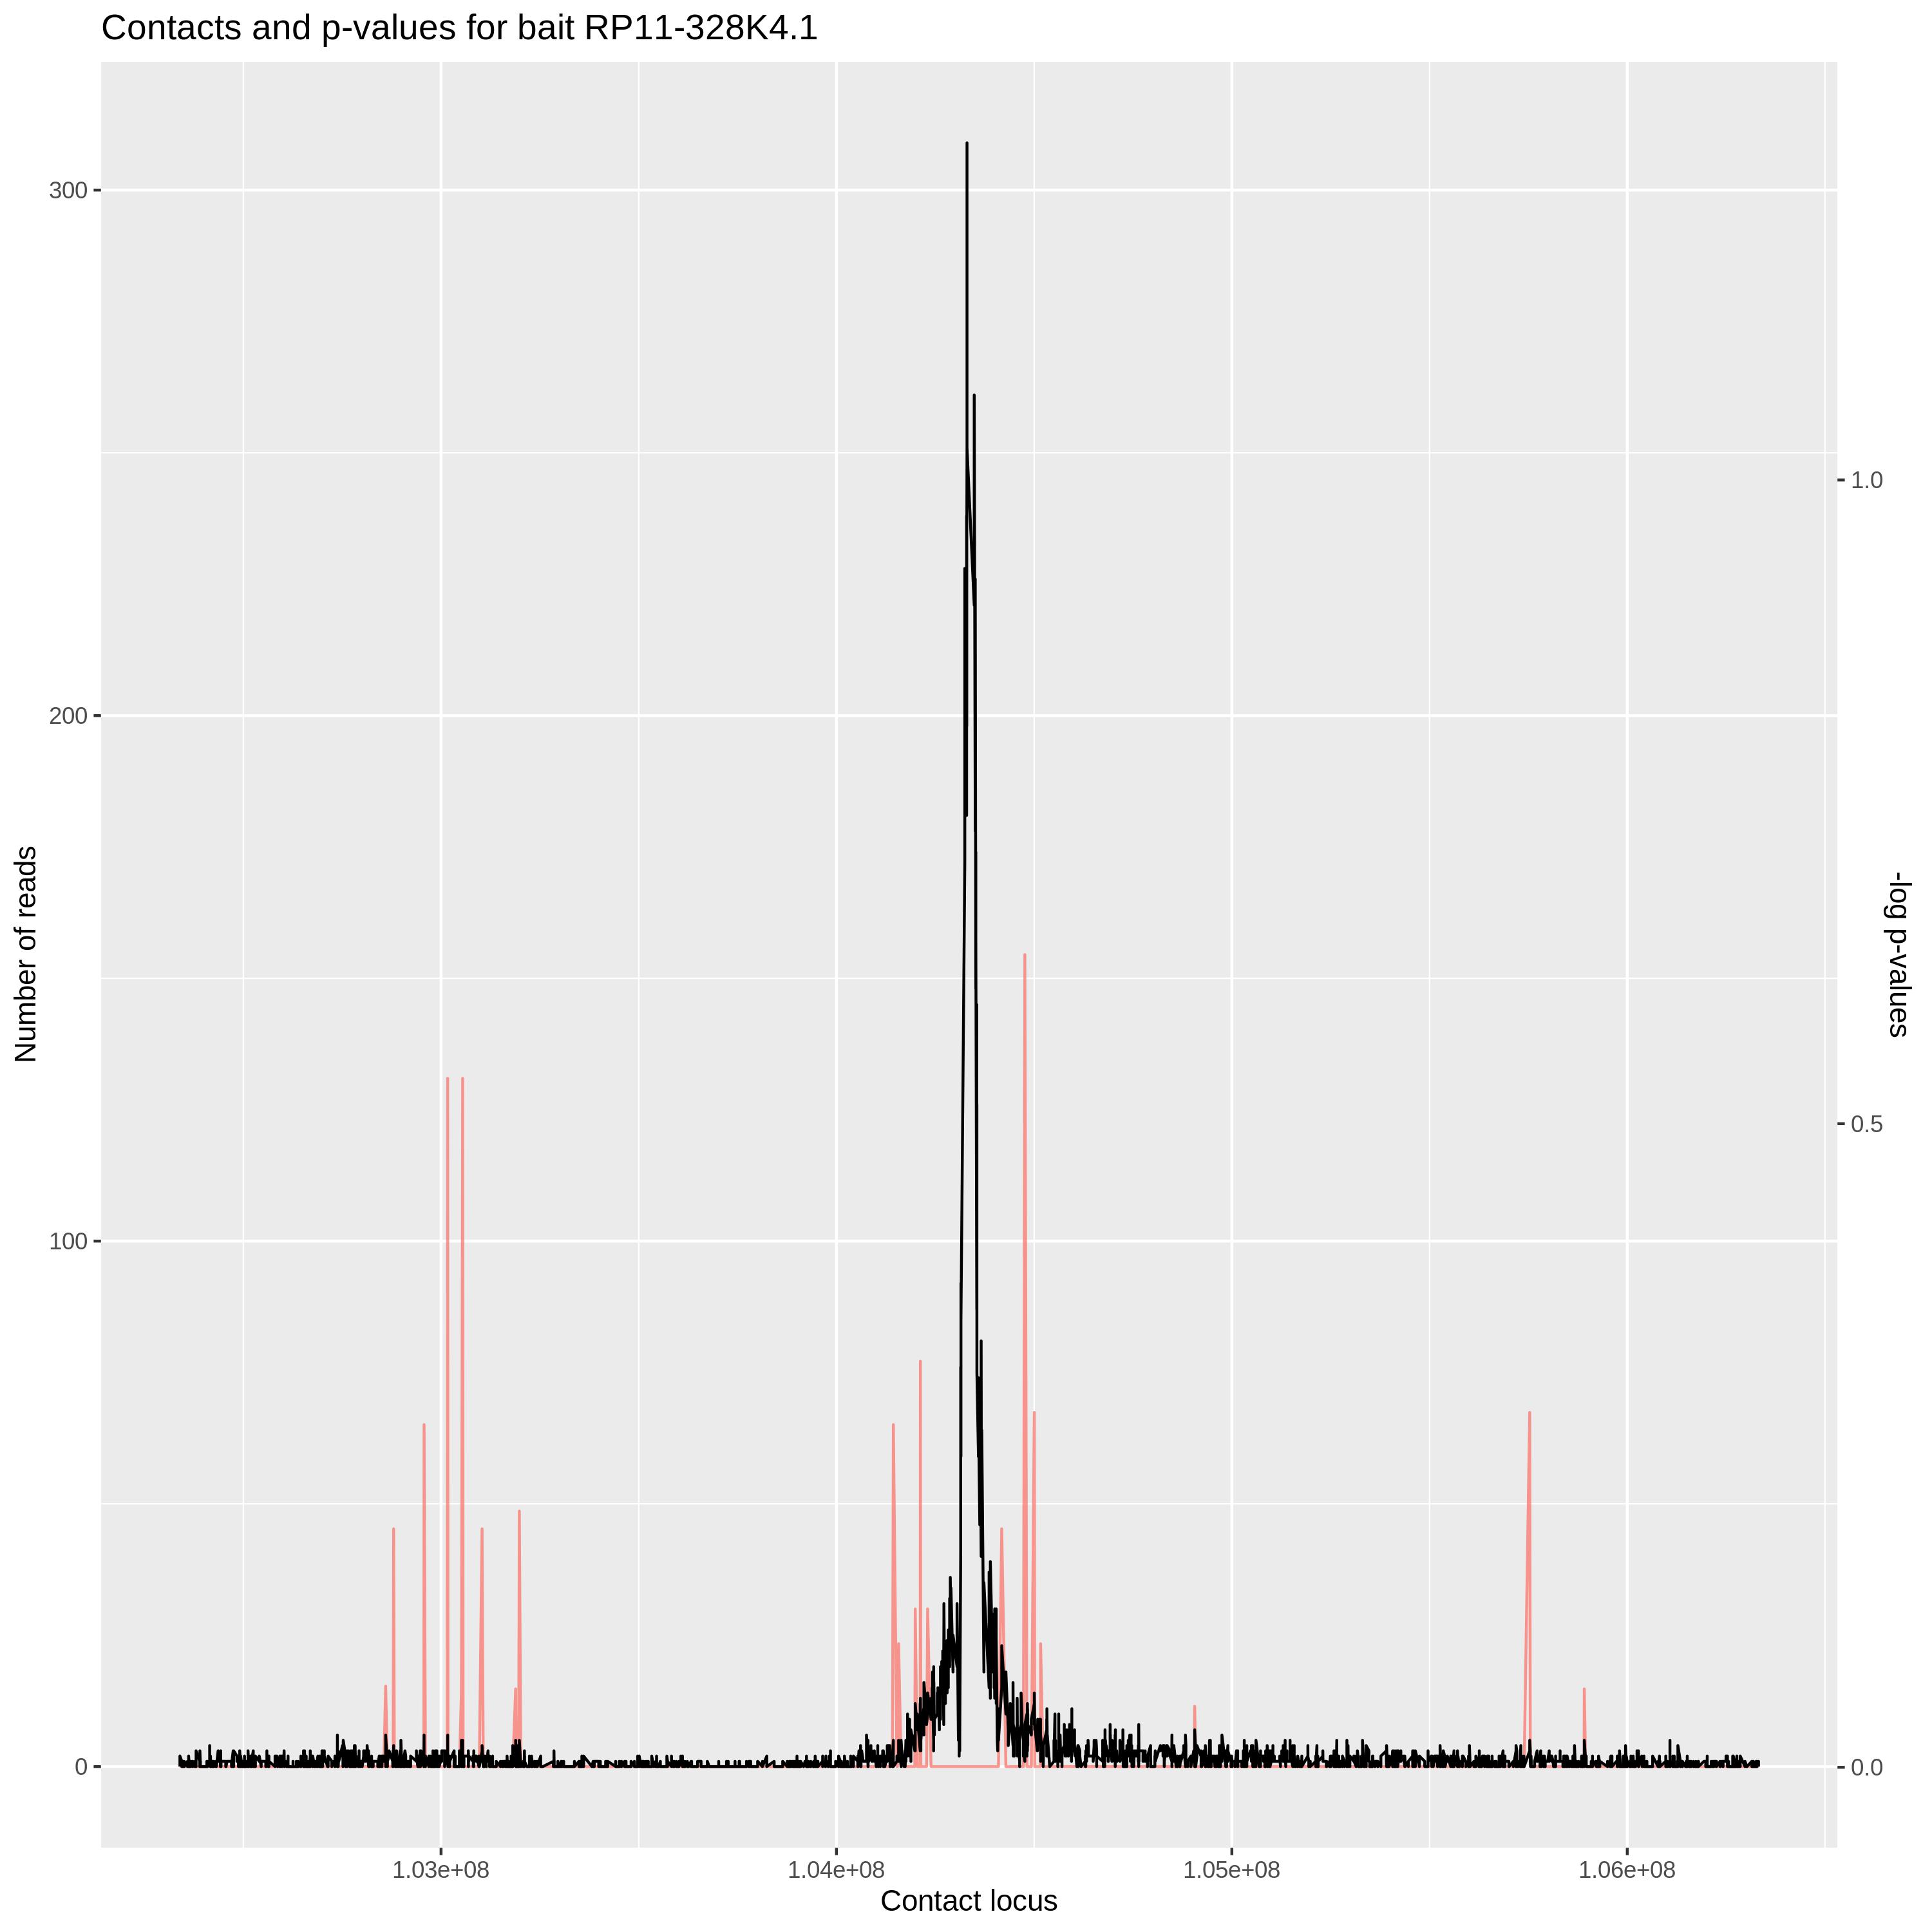 Contacts and p-values for bait RP11-328K4.1
300
200
100
0
Number of reads
1.0
0.5
0.0
-log p-values
1.03e+08
1.04e+08
1.05e+08
1.06e+08
Contact locus